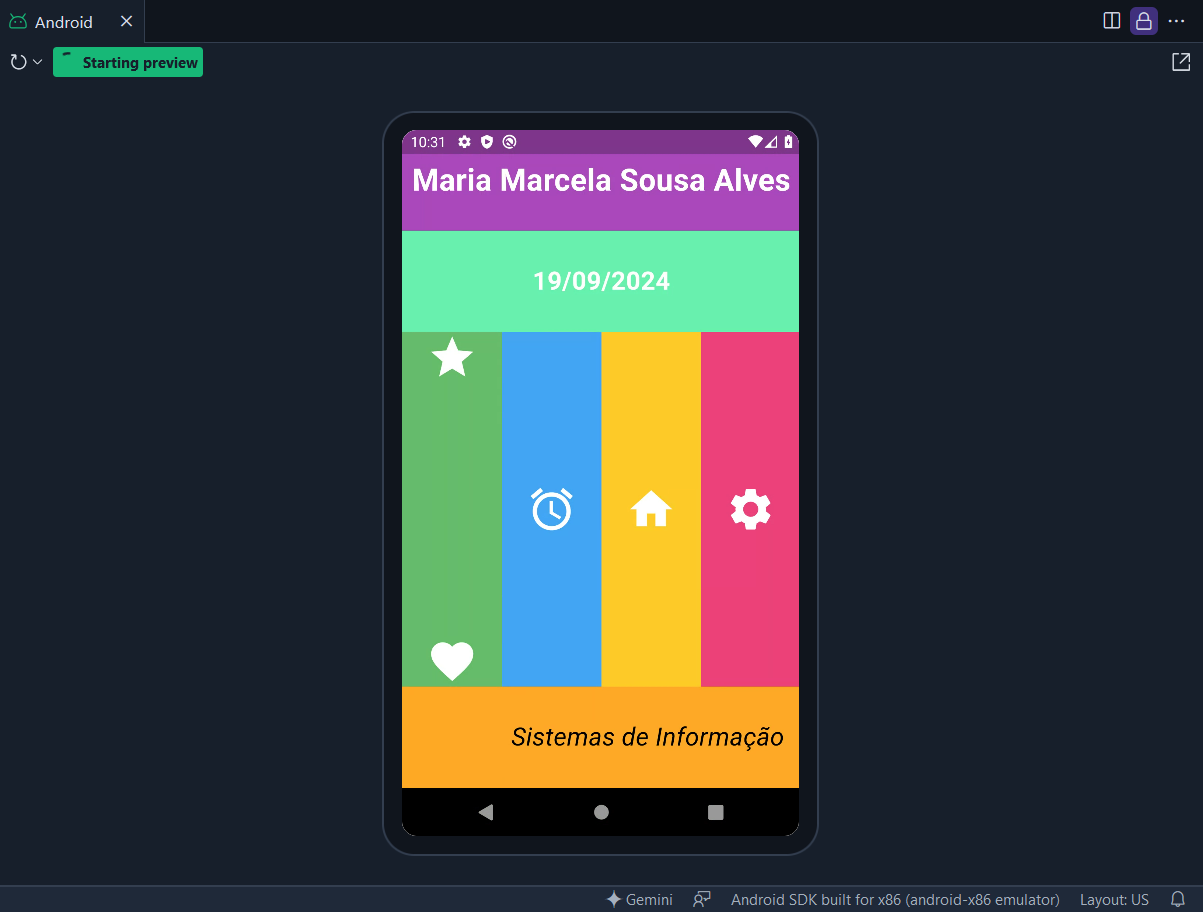 Android
Starting preview
10:31
Maria Marcela Sousa Alves
19/09/2024
Sistemas de Informação
Gemini
Android SDK built for x86 (android-x86 emulator)
Layout: US